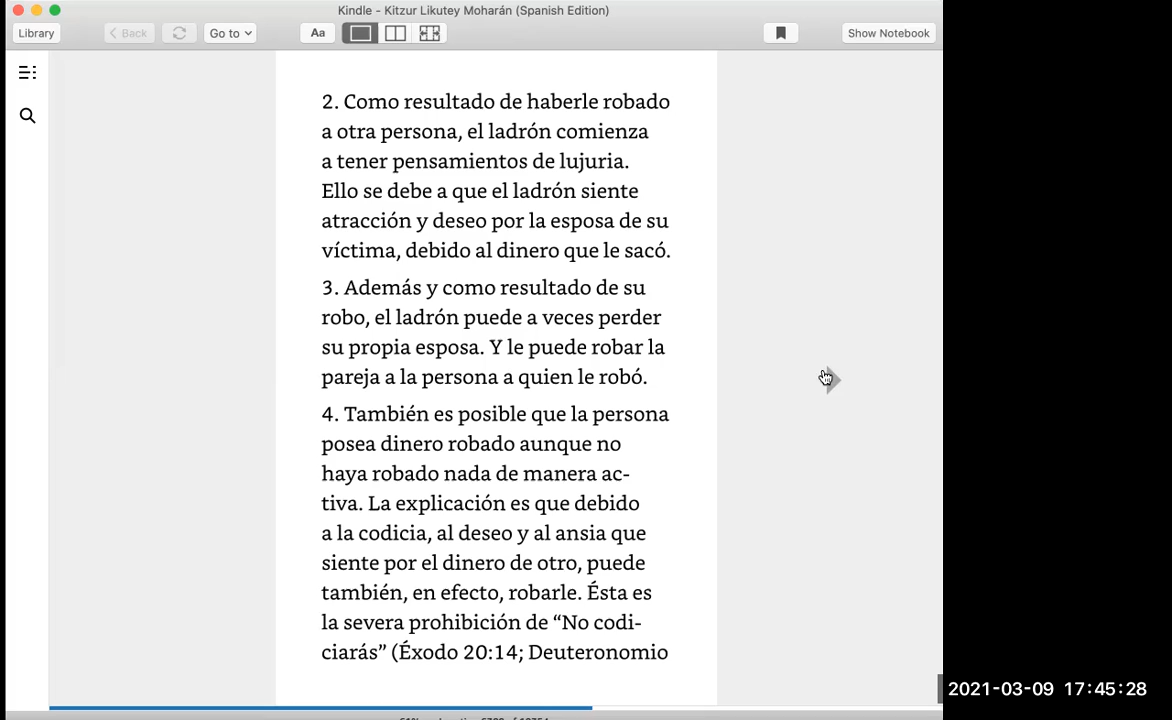 Kindle - Kitzur Likutey Moharán (Spanish Edition)
Library
Back
Go to
Aa
Show Notebook
2. Como resultado de haberle robado
a otra persona, el ladrón comienza
a tener pensamientos de lujuria.
Ello se debe a que el ladrón siente
atracción y deseo por la esposa de su
víctima, debido al dinero que le sacó.
3. Además y como resultado de su
robo, el ladrón puede a veces perder
su propia esposa. Y le puede robar la
pareja a la persona a quien le robó.
4. También es posible que la persona
posea dinero robado aunque no
haya robado nada de manera ac-
tiva. La explicación es que debido
a la codicia, al deseo y al ansia que
siente por el dinero de otro, puede
también, en efecto, robarle. Ésta es
la severa prohibición de “No codi-
ciarás” (Éxodo 20:14; Deuteronomio
2021-03-09 17:45:28